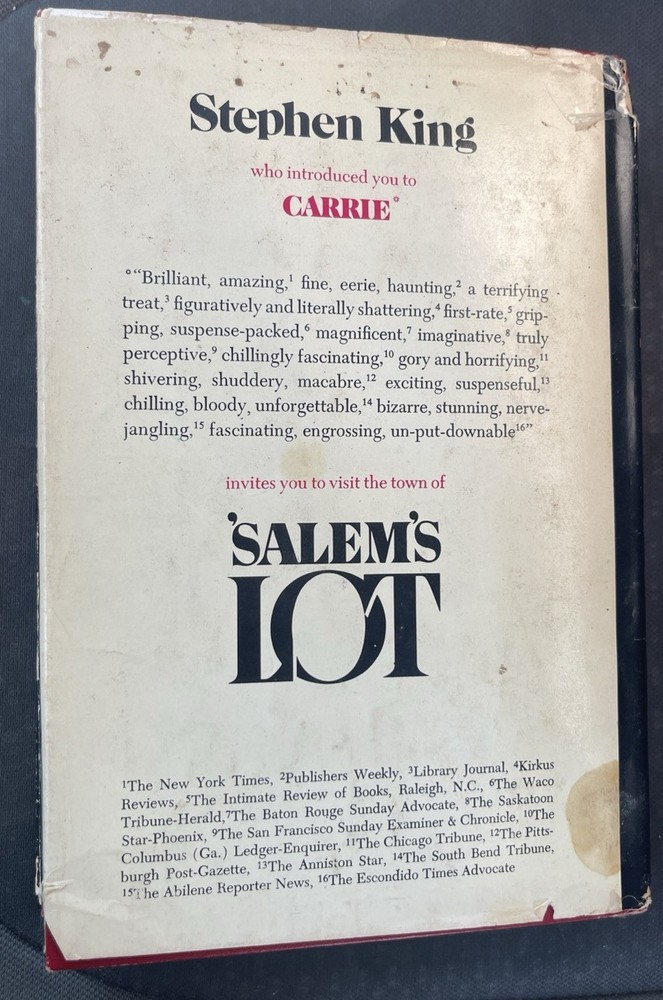 Stephen King
who introduced you to
CARRIE°
°“Brilliant, amazing,¹ fine, eerie, haunting,² a terrifying
treat,³ figuratively and literally shattering,⁴ first-rate,⁵ grip-
ping, suspense-packed,⁶ magnificent,⁷ imaginative,⁸ truly
perceptive,⁹ chillingly fascinating,¹⁰ gory and horrifying,¹¹
shivering, shuddery, macabre,¹² exciting, suspenseful,¹³
chilling, bloody, unforgettable,¹⁴ bizarre, stunning, nerve-
jangling,¹⁵ fascinating, engrossing, un-put-downable¹⁶”
invites you to visit the town of
'SALEM'S
LOT
¹The New York Times, ²Publishers Weekly, ³Library Journal, ⁴Kirkus
Reviews, ⁵The Intimate Review of Books, Raleigh, N.C., ⁶The Waco
Tribune-Herald,⁷The Baton Rouge Sunday Advocate, ⁸The Saskatoon
Star-Phoenix, ⁹The San Francisco Sunday Examiner & Chronicle, ¹⁰The
Columbus (Ga.) Ledger-Enquirer, ¹¹The Chicago Tribune, ¹²The Pitts-
burgh Post-Gazette, ¹³The Anniston Star, ¹⁴The South Bend Tribune,
¹⁵The Abilene Reporter News, ¹⁶The Escondido Times Advocate